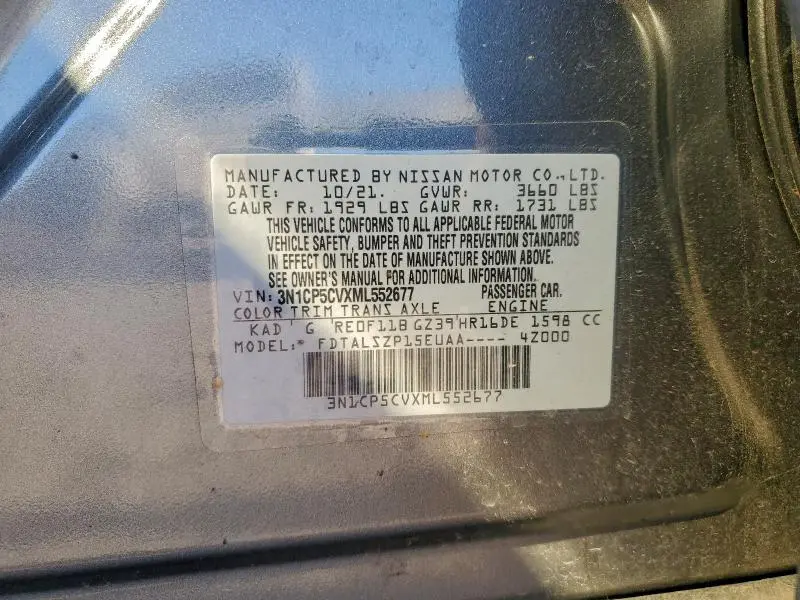 MANUFACTURED BY NISSAN MOTOR CO.,LTD.
DATE: 10/21. GVWR: 3660 LBS
GAWR FR: 1929 LBS GAWR RR: 1731 LBS
THIS VEHICLE CONFORMS TO ALL APPLICABLE FEDERAL MOTOR
VEHICLE SAFETY, BUMPER AND THEFT PREVENTION STANDARDS
IN EFFECT ON THE DATE OF MANUFACTURE SHOWN ABOVE.
SEE OWNER'S MANUAL FOR ADDITIONAL INFORMATION.
VIN: 3N1CP5CVXML552677 PASSENGER CAR.
COLOR TRIM TRANS AXLE ENGINE
KAD G RE0F11B GZ39 HR16DE 1598 CC
MODEL:* FDTALSZP15EUAA---- 4Z000
3N1CP5CVXML552677